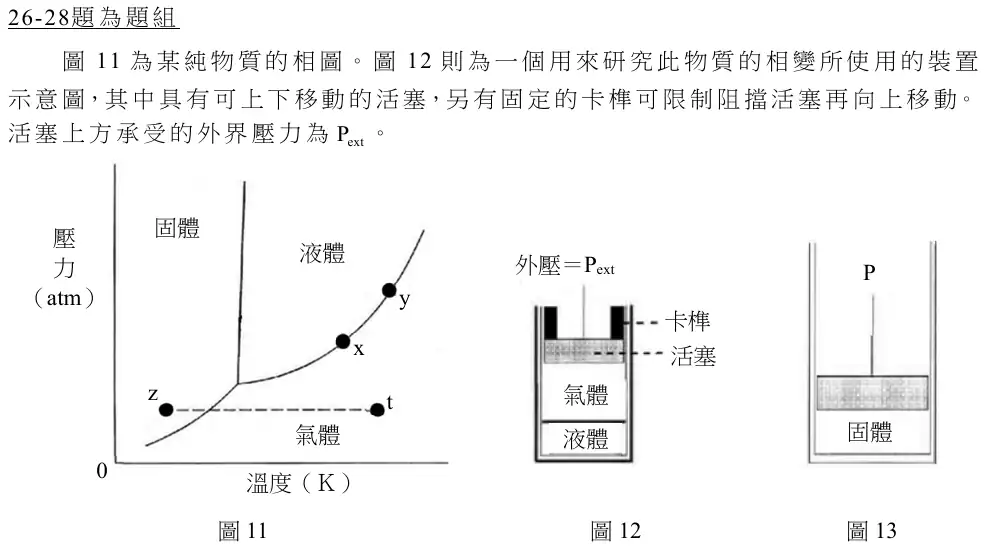 26-28題為題組
圖 11 為某純物質的相圖。圖 12 則為一個用來研究此物質的相變所使用的裝置
示意圖，其中具有可上下移動的活塞，另有固定的卡榫可限制阻擋活塞再向上移動。
活塞上方承受的外界壓力為 Pext 。
壓
力
（atm）
固體
液體
y
x
z
t
氣體
0
溫度（K）
圖 11
外壓＝Pext
卡榫
活塞
氣體
液體
圖 12
P
固體
圖 13